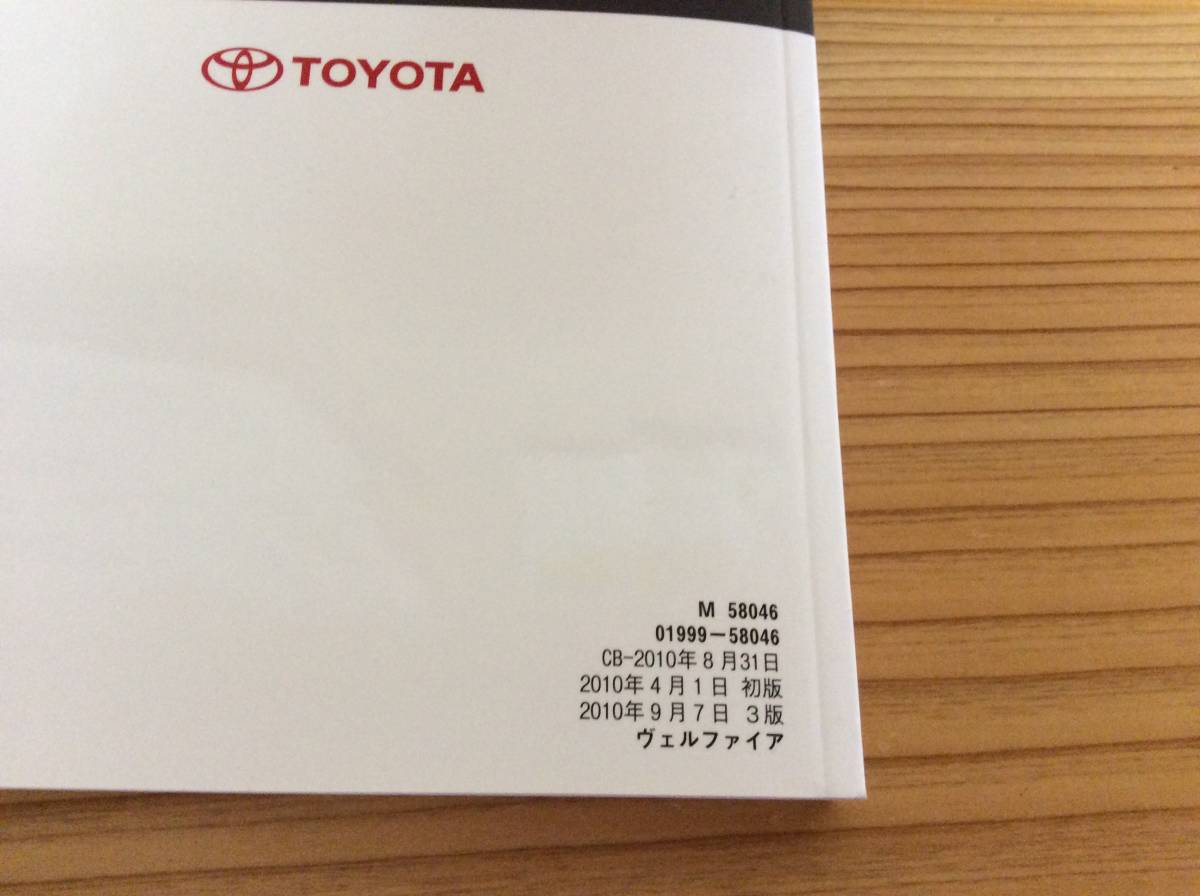 TOYOTA
M 58046
01999-58046
CB-2010年8月31日
2010年4月1日 初版
2010年9月7日 3版
ヴェルファイア